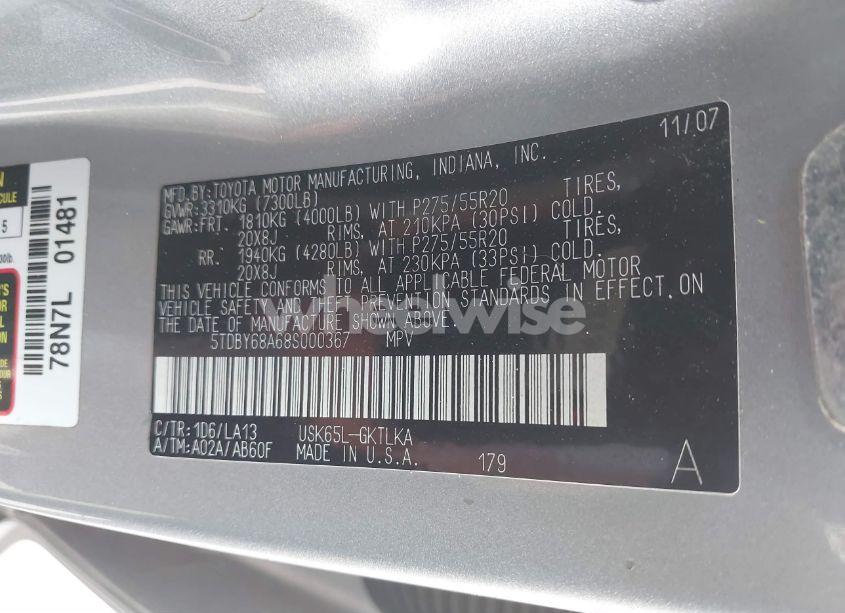 11/07
MFD.BY:TOYOTA MOTOR MANUFACTURING, INDIANA, INC.
GVWR:3310KG (7300LB)
GAWR:FRT. 1810KG (4000LB) WITH P275/55R20 TIRES,
20X8J RIMS, AT 210KPA (30PSI) COLD.
RR. 1940KG (4280LB) WITH P275/55R20 TIRES,
20X8J RIMS, AT 230KPA (33PSI) COLD.
THIS VEHICLE CONFORMS TO ALL APPLICABLE FEDERAL MOTOR
VEHICLE SAFETY AND THEFT PREVENTION STANDARDS IN EFFECT ON
THE DATE OF MANUFACTURE SHOWN ABOVE.
5TDBY68A68S000367 MPV
C/TR:1D6/LA13 USK65L-GKTLKA
A/TM:A02A/AB60F MADE IN U.S.A. 179 A
78N7L 01481
wheelwise